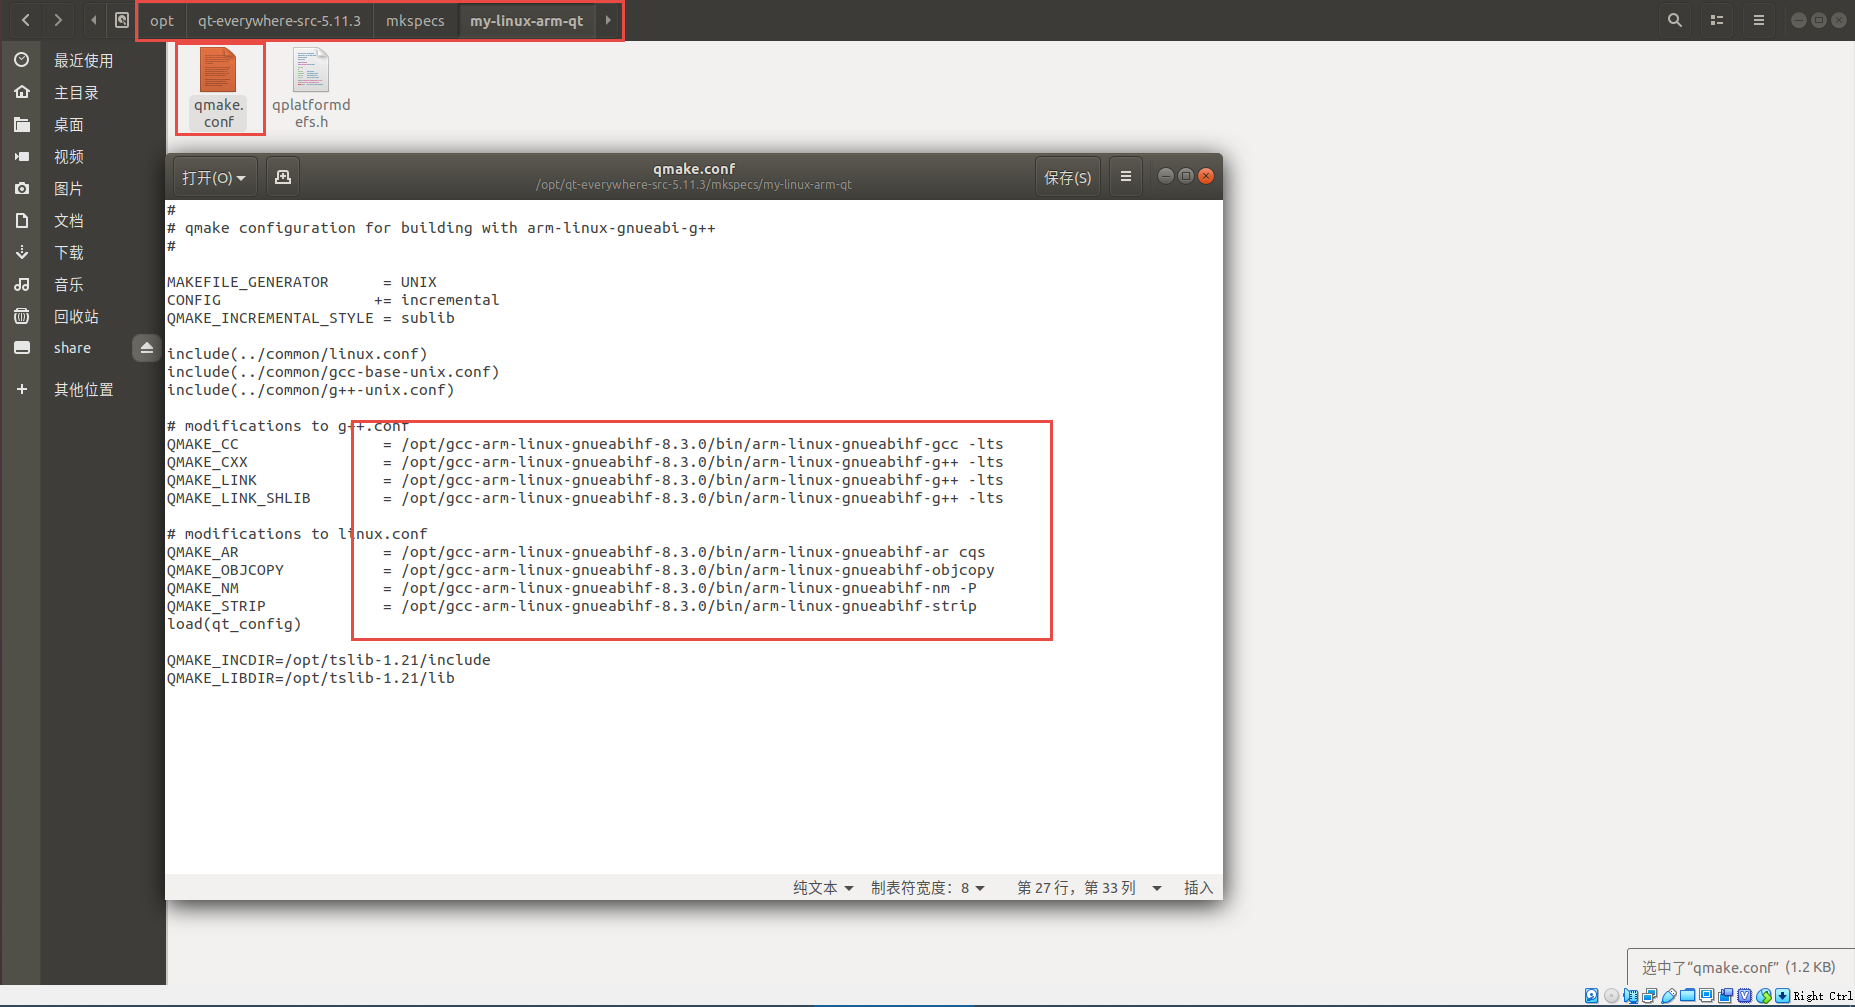 opt qt-everywhere-src-5.11.3 mkspecs my-linux-arm-qt
最近使用
主目录
桌面
视频
图片
文档
下载
音乐
回收站
share
其他位置
qmake.
conf
qplatformd
efs.h
打开(O)
qmake.conf
/opt/qt-everywhere-src-5.11.3/mkspecs/my-linux-arm-qt
保存(S)
#
# qmake configuration for building with arm-linux-gnueabi-g++
#
MAKEFILE_GENERATOR      = UNIX
CONFIG                 += incremental
QMAKE_INCREMENTAL_STYLE = sublib
include(../common/linux.conf)
include(../common/gcc-base-unix.conf)
include(../common/g++-unix.conf)
# modifications to g++.conf
QMAKE_CC                = /opt/gcc-arm-linux-gnueabihf-8.3.0/bin/arm-linux-gnueabihf-gcc -lts
QMAKE_CXX               = /opt/gcc-arm-linux-gnueabihf-8.3.0/bin/arm-linux-gnueabihf-g++ -lts
QMAKE_LINK              = /opt/gcc-arm-linux-gnueabihf-8.3.0/bin/arm-linux-gnueabihf-g++ -lts
QMAKE_LINK_SHLIB        = /opt/gcc-arm-linux-gnueabihf-8.3.0/bin/arm-linux-gnueabihf-g++ -lts
# modifications to linux.conf
QMAKE_AR                = /opt/gcc-arm-linux-gnueabihf-8.3.0/bin/arm-linux-gnueabihf-ar cqs
QMAKE_OBJCOPY           = /opt/gcc-arm-linux-gnueabihf-8.3.0/bin/arm-linux-gnueabihf-objcopy
QMAKE_NM                = /opt/gcc-arm-linux-gnueabihf-8.3.0/bin/arm-linux-gnueabihf-nm -P
QMAKE_STRIP             = /opt/gcc-arm-linux-gnueabihf-8.3.0/bin/arm-linux-gnueabihf-strip
load(qt_config)
QMAKE_INCDIR=/opt/tslib-1.21/include
QMAKE_LIBDIR=/opt/tslib-1.21/lib
纯文本 制表符宽度：8 第 27 行，第 33 列 插入
选中了“qmake.conf” (1.2 KB)
Right Ctrl